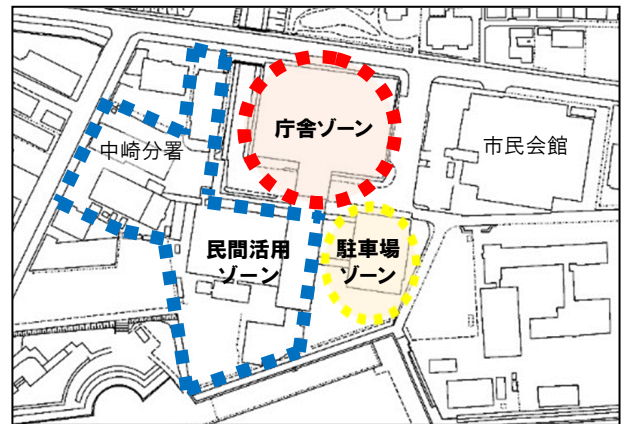 庁舎ゾーン
中崎分署
市民会館
民間活用
ゾーン
駐車場
ゾーン